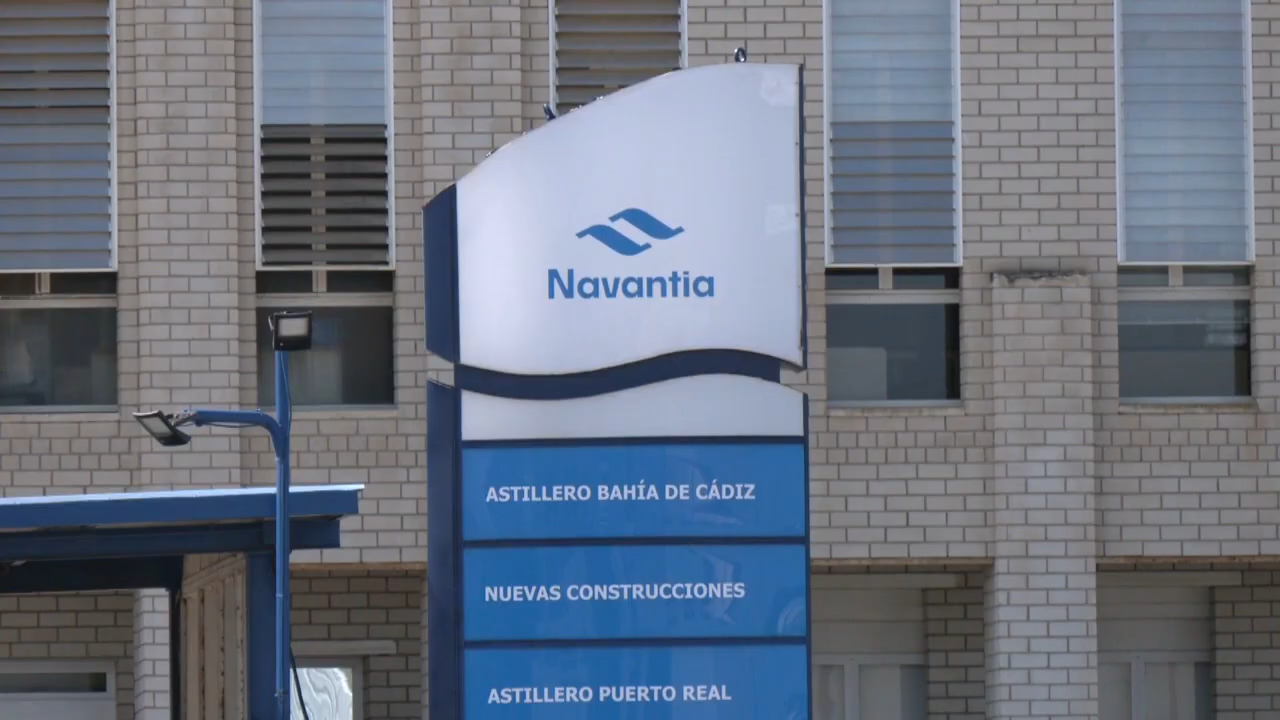 Navantia
ASTILLERO BAHÍA DE CÁDIZ
NUEVAS CONSTRUCCIONES
ASTILLERO PUERTO REAL